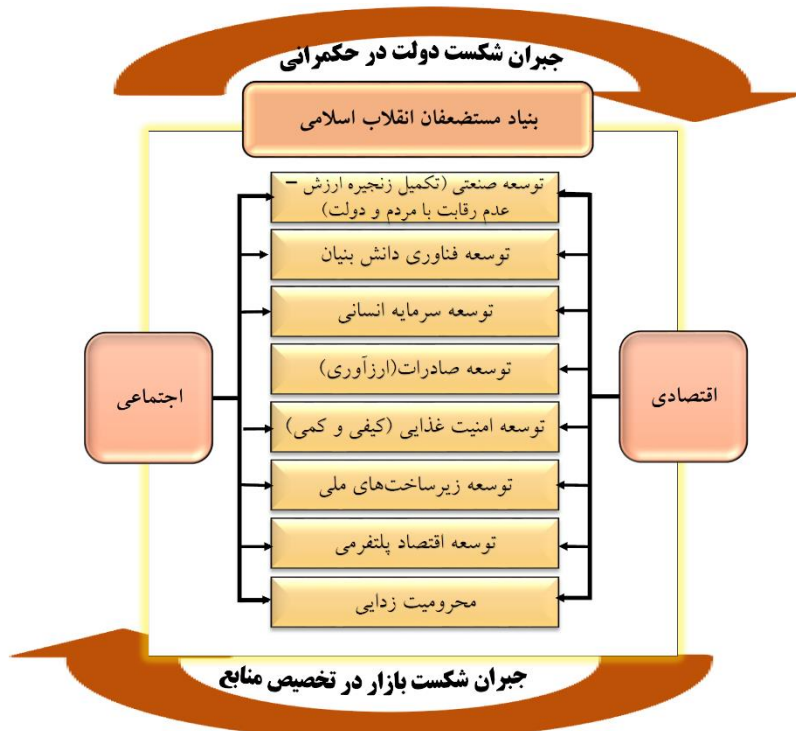 جبران شکست دولت در حکمرانی
بنیاد مستضعفان انقلاب اسلامی
توسعه صنعتی (تکمیل زنجیره ارزش –
عدم رقابت با مردم و دولت)
توسعه فناوری دانش بنیان
توسعه سرمایه انسانی
توسعه صادرات(ارزآوری)
توسعه امنیت غذایی (کیفی و کمی)
توسعه زیرساخت‌های ملی
توسعه اقتصاد پلتفرمی
محرومیت زدایی
اقتصادی
اجتماعی
جبران شکست بازار در تخصیص منابع